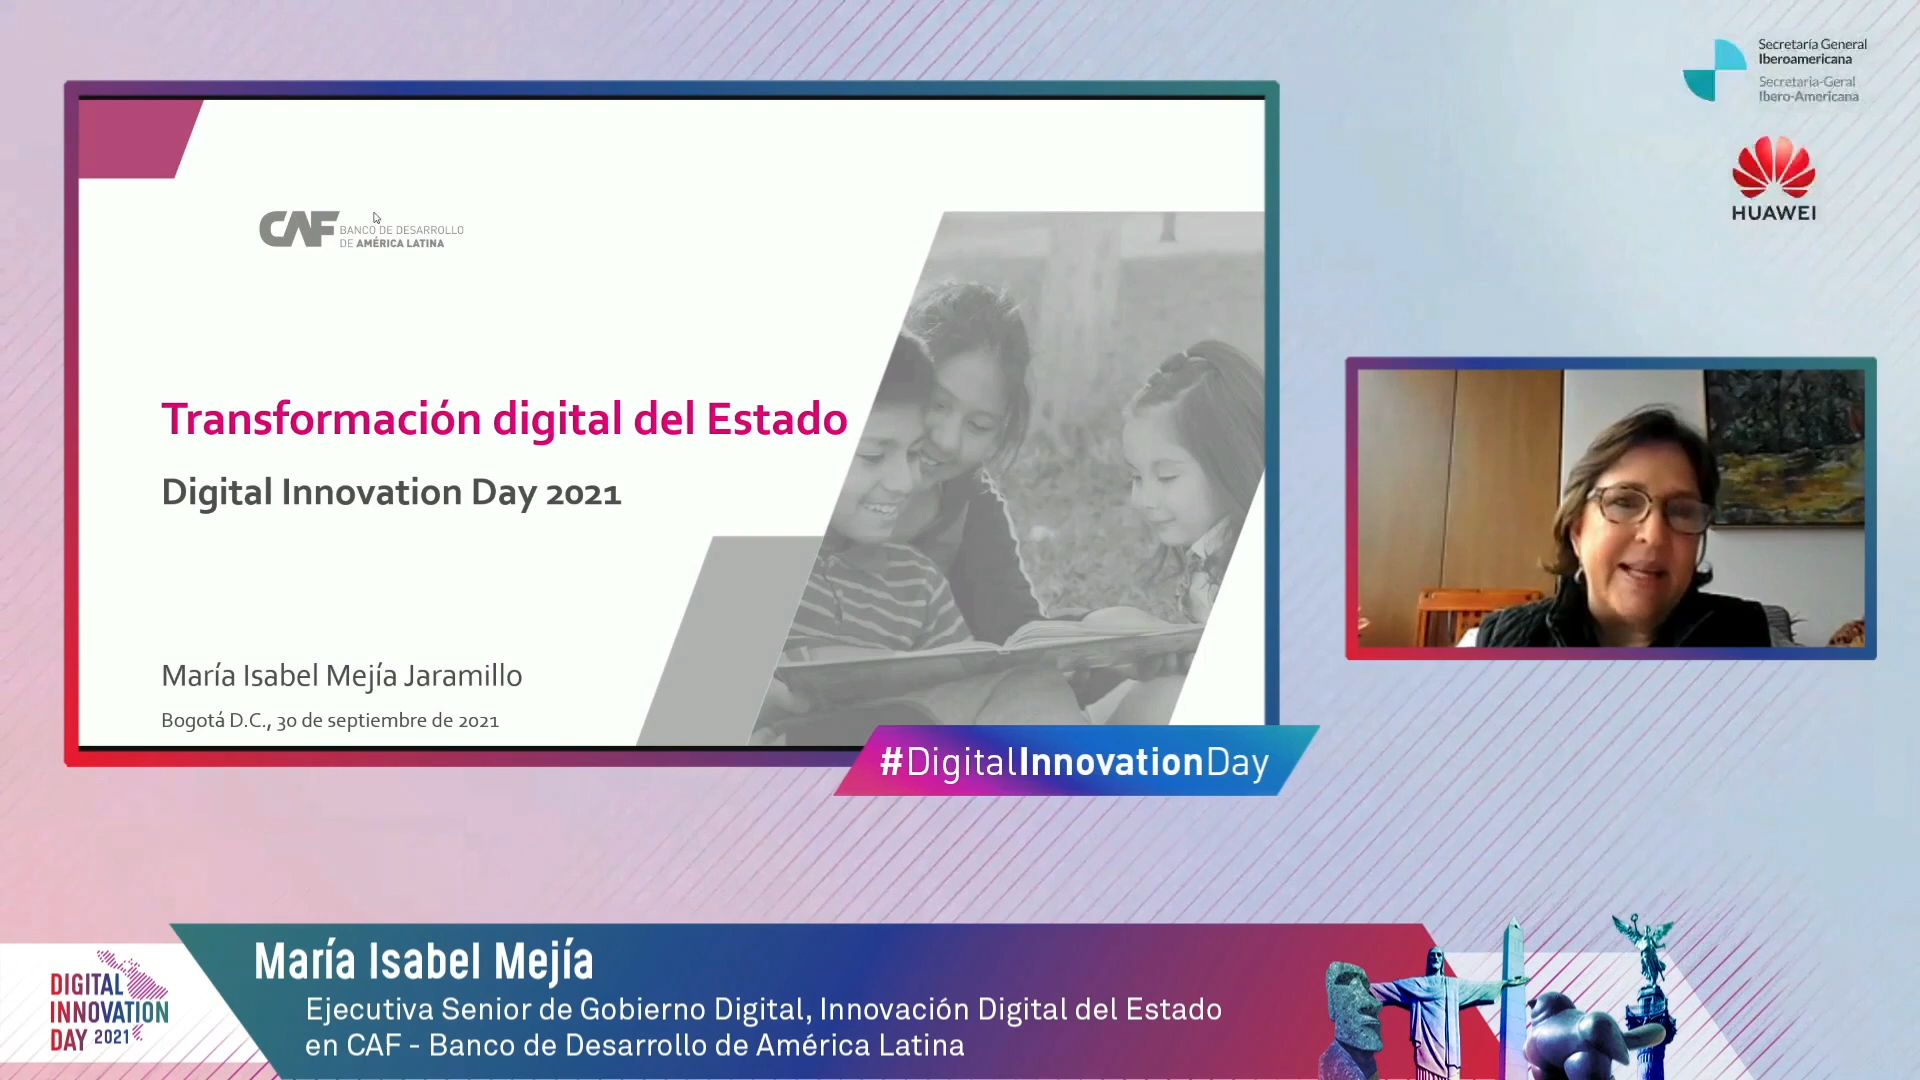 Secretaría General
Iberoamericana
Secretaria-Geral
Ibero-Americana
HUAWEI
CAF BANCO DE DESARROLLO
DE AMÉRICA LATINA
Transformación digital del Estado
Digital Innovation Day 2021
María Isabel Mejía Jaramillo
Bogotá D.C., 30 de septiembre de 2021
#DigitalInnovationDay
DIGITAL
INNOVATION
DAY 2021
María Isabel Mejía
Ejecutiva Senior de Gobierno Digital, Innovación Digital del Estado
en CAF - Banco de Desarrollo de América Latina